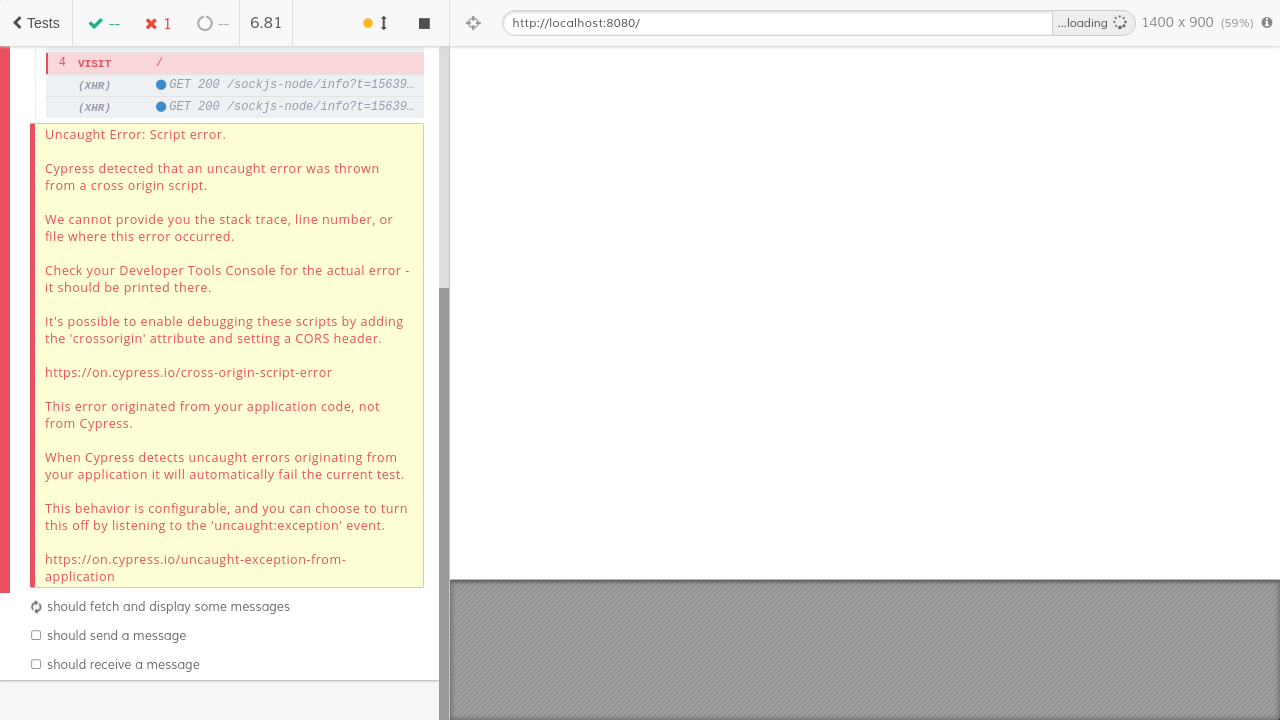 Tests -- 1 -- 6.81 http://localhost:8080/ ...loading 1400 x 900 (59%)
4 VISIT /
(XHR) GET 200 /sockjs-node/info?t=15639…
(XHR) GET 200 /sockjs-node/info?t=15639…
Uncaught Error: Script error.
Cypress detected that an uncaught error was thrown
from a cross origin script.
We cannot provide you the stack trace, line number, or
file where this error occurred.
Check your Developer Tools Console for the actual error -
it should be printed there.
It's possible to enable debugging these scripts by adding
the 'crossorigin' attribute and setting a CORS header.
https://on.cypress.io/cross-origin-script-error
This error originated from your application code, not
from Cypress.
When Cypress detects uncaught errors originating from
your application it will automatically fail the current test.
This behavior is configurable, and you can choose to turn
this off by listening to the 'uncaught:exception' event.
https://on.cypress.io/uncaught-exception-from-
application
should fetch and display some messages
should send a message
should receive a message